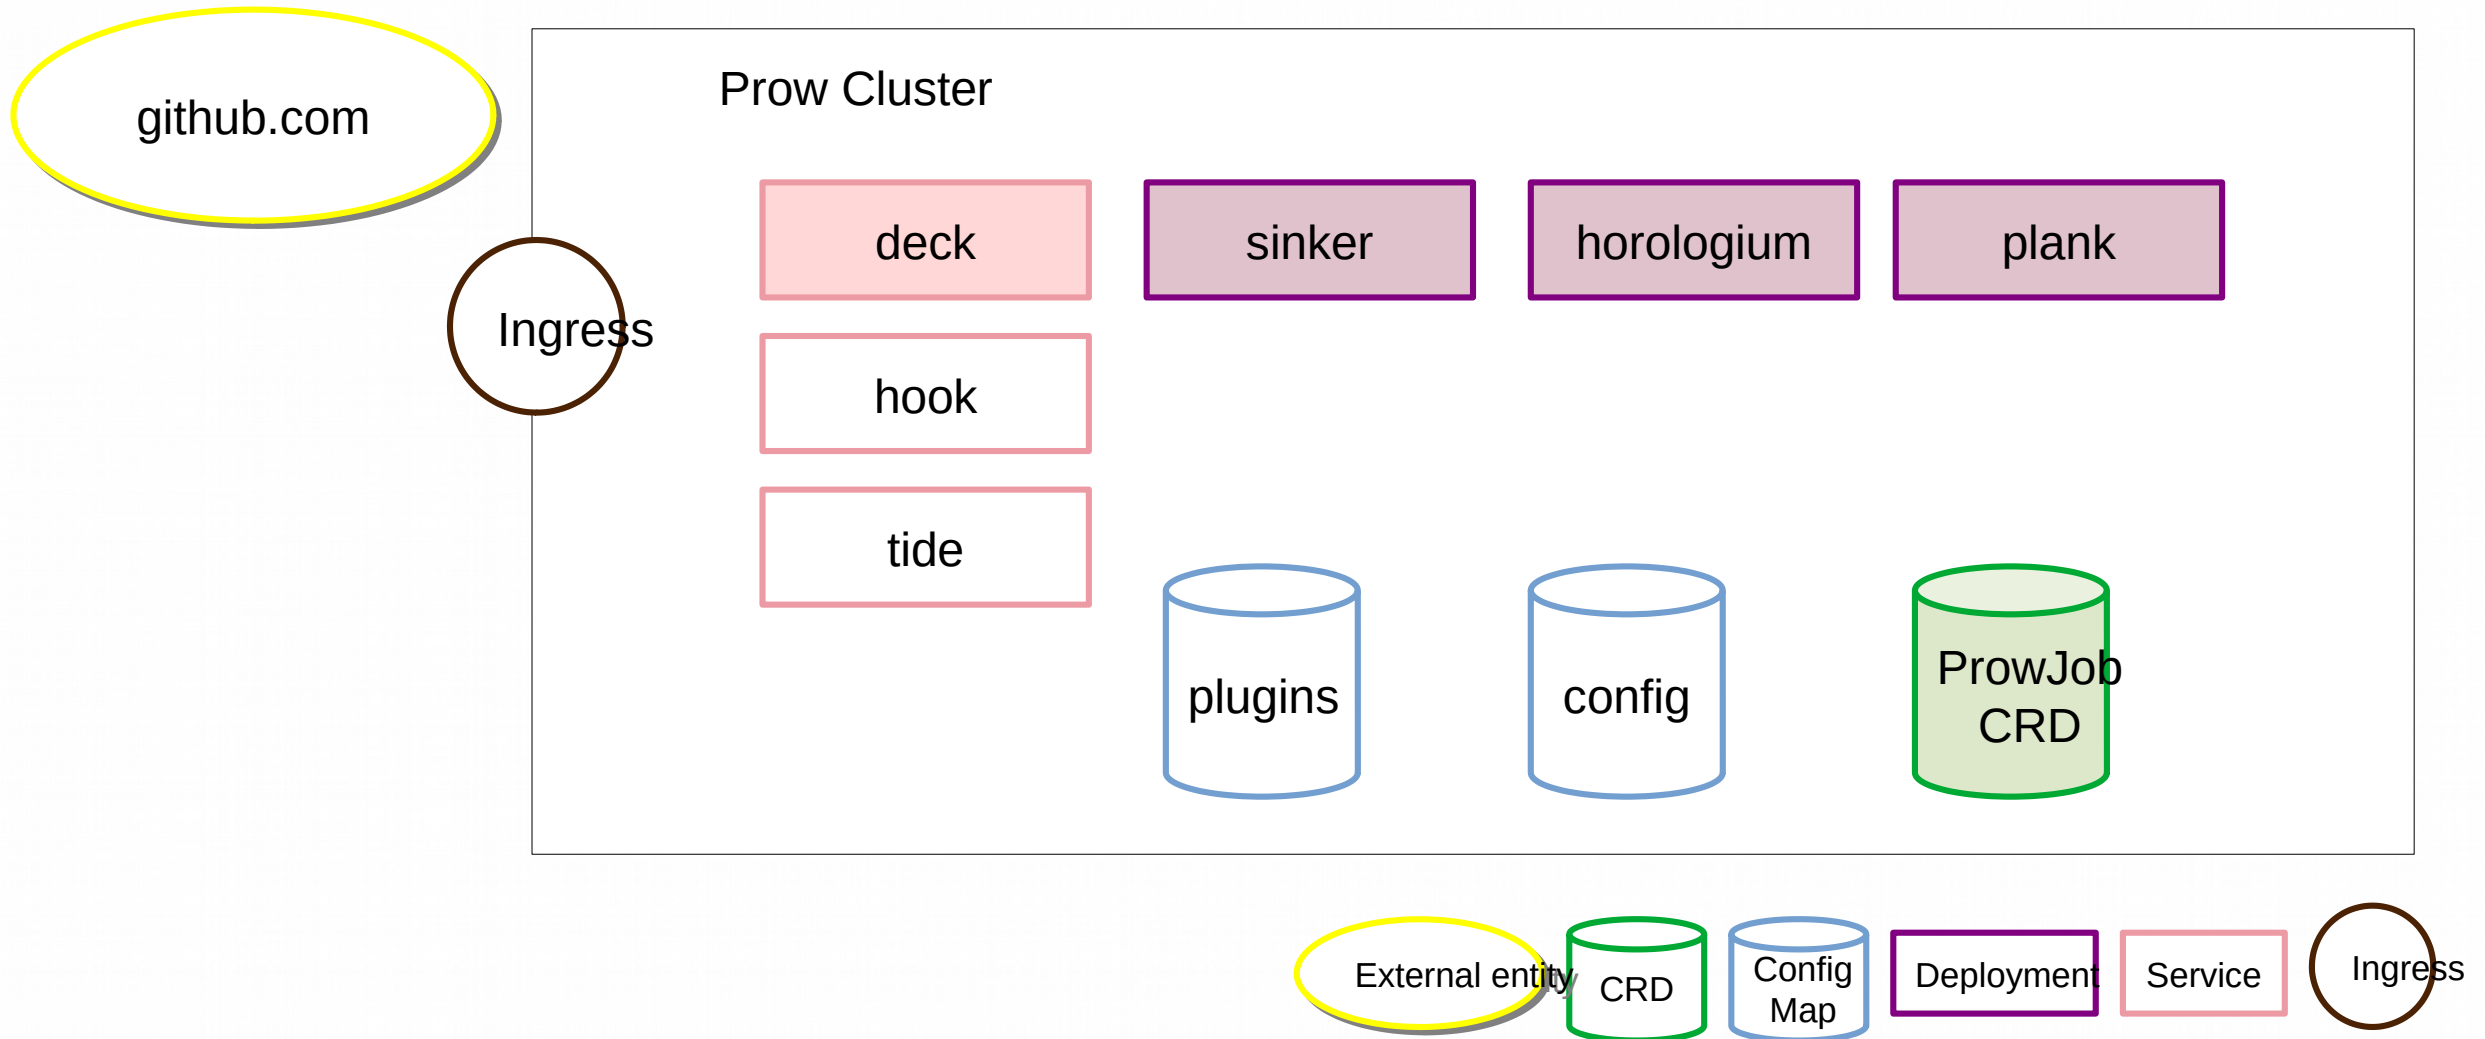 github.com
Prow Cluster
deck
sinker
horologium
plank
Ingress
hook
tide
plugins
config
ProwJob
CRD
External entity
CRD
Config
Map
Deployment
Service
Ingress